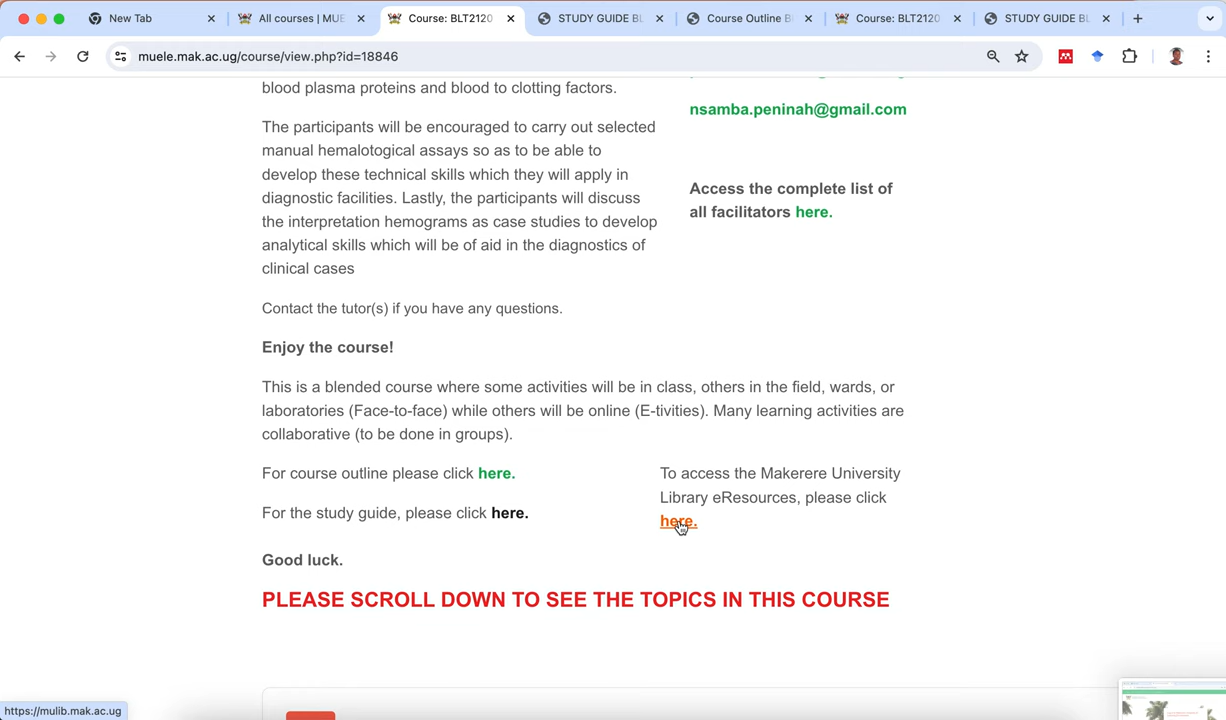 New Tab
All courses | MUE
Course: BLT2120
STUDY GUIDE BL
Course Outline B
Course: BLT2120
STUDY GUIDE BL
muele.mak.ac.ug/course/view.php?id=18846
blood plasma proteins and blood to clotting factors.
nsamba.peninah@gmail.com
The participants will be encouraged to carry out selected
manual hemalotogical assays so as to be able to
develop these technical skills which they will apply in
diagnostic facilities. Lastly, the participants will discuss
the interpretation hemograms as case studies to develop
analytical skills which will be of aid in the diagnostics of
clinical cases
Access the complete list of
all facilitators here.
Contact the tutor(s) if you have any questions.
Enjoy the course!
This is a blended course where some activities will be in class, others in the field, wards, or
laboratories (Face-to-face) while others will be online (E-tivities). Many learning activities are
collaborative (to be done in groups).
For course outline please click here.
For the study guide, please click here.
To access the Makerere University
Library eResources, please click
here.
Good luck.
PLEASE SCROLL DOWN TO SEE THE TOPICS IN THIS COURSE
https://mulib.mak.ac.ug